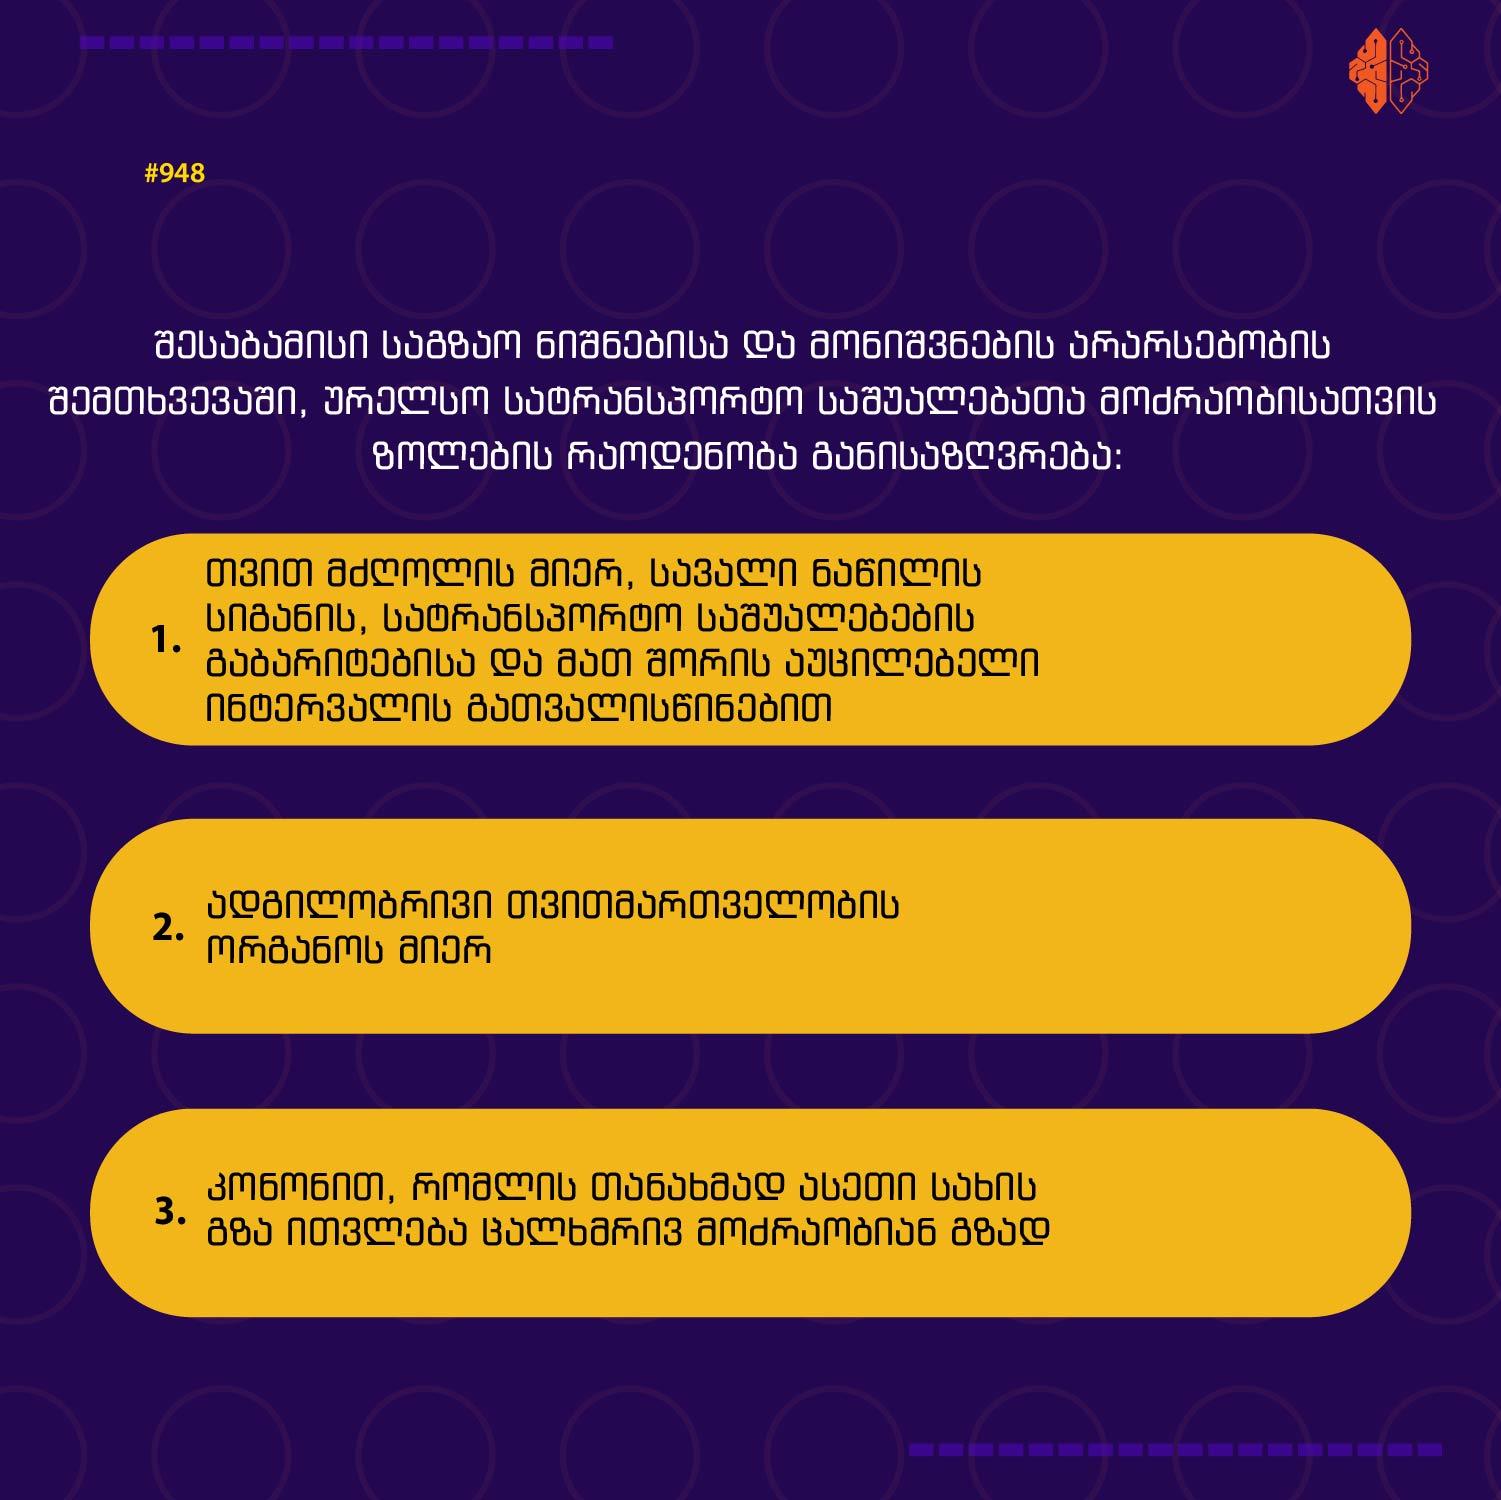 #948
შესაბამისი საგზაო ნიშნებისა და მონიშვნების არარსებობის
შემთხვევაში, ურელსო სატრანსპორტო საშუალებათა მოძრაობისათვის
ზოლების რაოდენობა განისაზღვრება:
1. თვით მძღოლის მიერ, სავალი ნაწილის
სიგანის, სატრანსპორტო საშუალებების
გაბარიტებისა და მათ შორის აუცილებელი
ინტერვალის გათვალისწინებით
2. ადგილობრივი თვითმართველობის
ორგანოს მიერ
3. კონონით, რომლის თანახმად ასეთი სახის
გზა ითვლება ცალხმრივ მოძრაობიან გზად